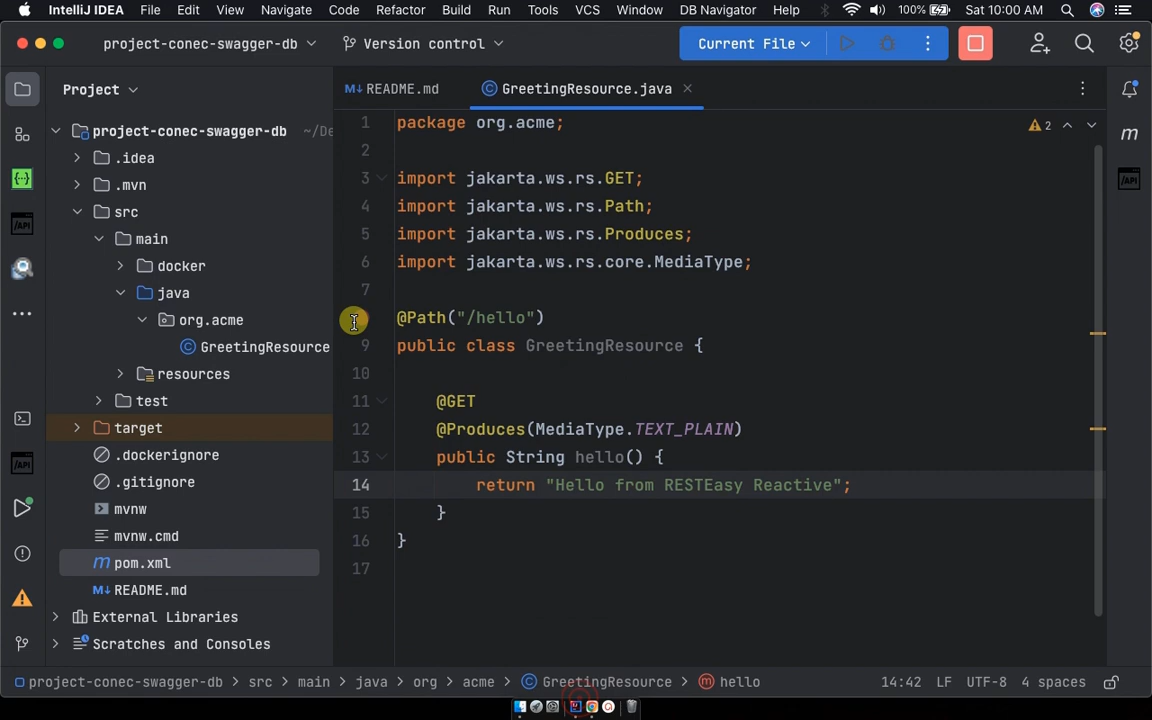 IntelliJ IDEA File Edit View Navigate Code Refactor Build Run Tools VCS Window DB Navigator Help 100% Sat 10:00 AM
project-conec-swagger-db Version control Current File
Project README.md GreetingResource.java
project-conec-swagger-db ~/De
.idea
.mvn
src
main
docker
java
org.acme
GreetingResource
resources
test
target
.dockerignore
.gitignore
mvnw
mvnw.cmd
pom.xml
README.md
External Libraries
Scratches and Consoles
/API
/API
/API
m
2
1 package org.acme;
2
3 import jakarta.ws.rs.GET;
4 import jakarta.ws.rs.Path;
5 import jakarta.ws.rs.Produces;
6 import jakarta.ws.rs.core.MediaType;
7
@Path("/hello")
9 public class GreetingResource {
10
11 @GET
12 @Produces(MediaType.TEXT_PLAIN)
13 public String hello() {
14 return "Hello from RESTEasy Reactive";
15 }
16 }
17
project-conec-swagger-db > src > main > java > org > acme > GreetingResource > hello 14:42 LF UTF-8 4 spaces